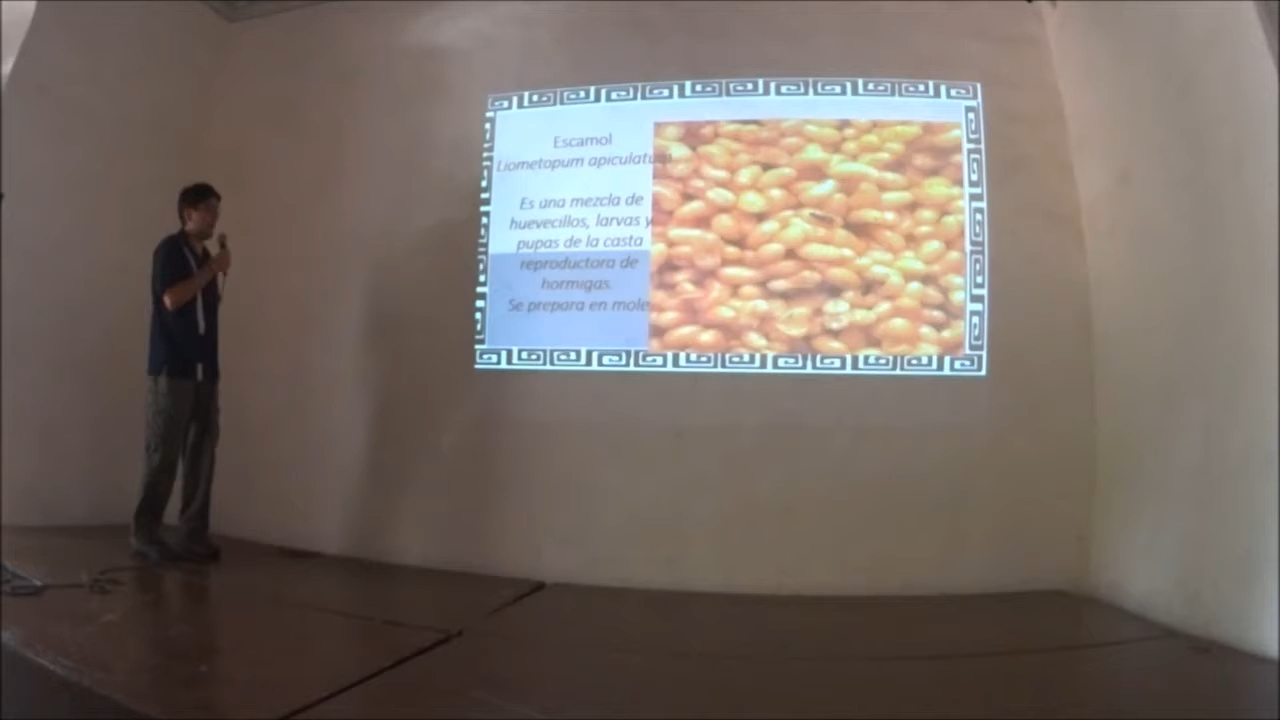 Escamol
Liometopum apiculatum
Es una mezcla de
huevecillos, larvas y
pupas de la casta
reproductora de
hormigas.
Se prepara en mole